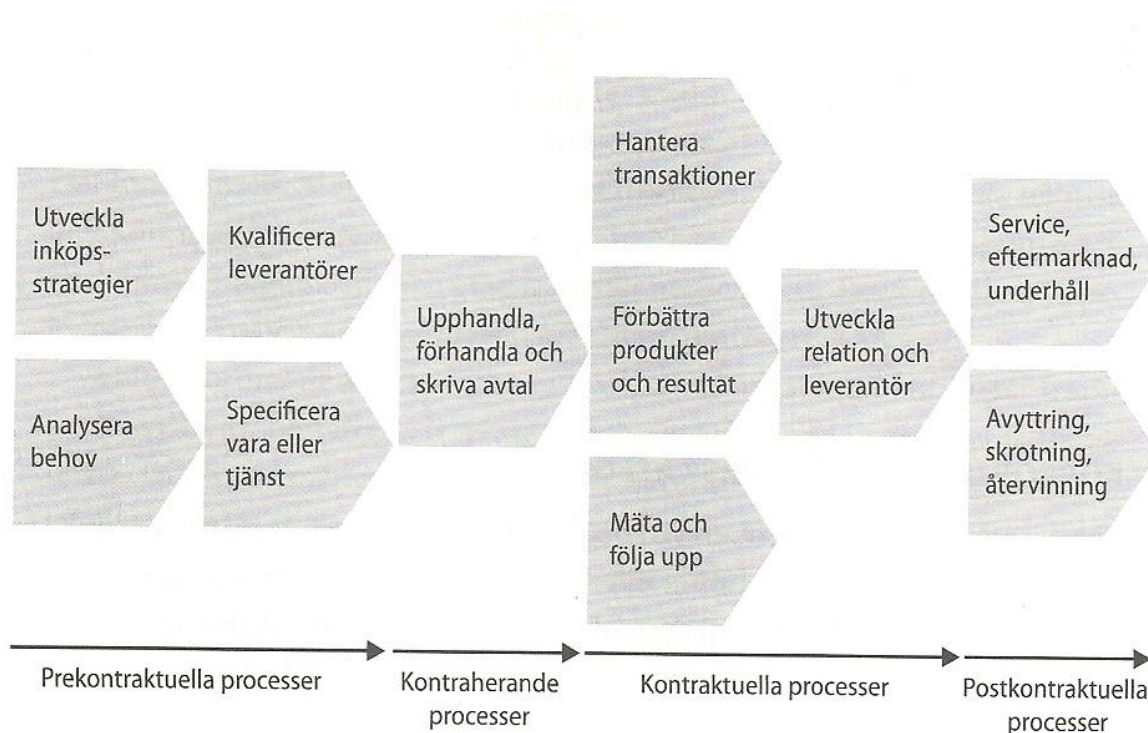 Utveckla
inköps-
strategier
Analysera
behov
Kvalificera
leverantörer
Specificera
vara eller
tjänst
Upphandla,
förhandla och
skriva avtal
Hantera
transaktioner
Förbättra
produkter
och resultat
Mäta och
följa upp
Utveckla
relation och
leverantör
Service,
eftermarknad,
underhåll
Avyttring,
skrotning,
återvinning
Prekontraktuella processer
Kontraherande
processer
Kontraktuella processer
Postkontraktuella
processer